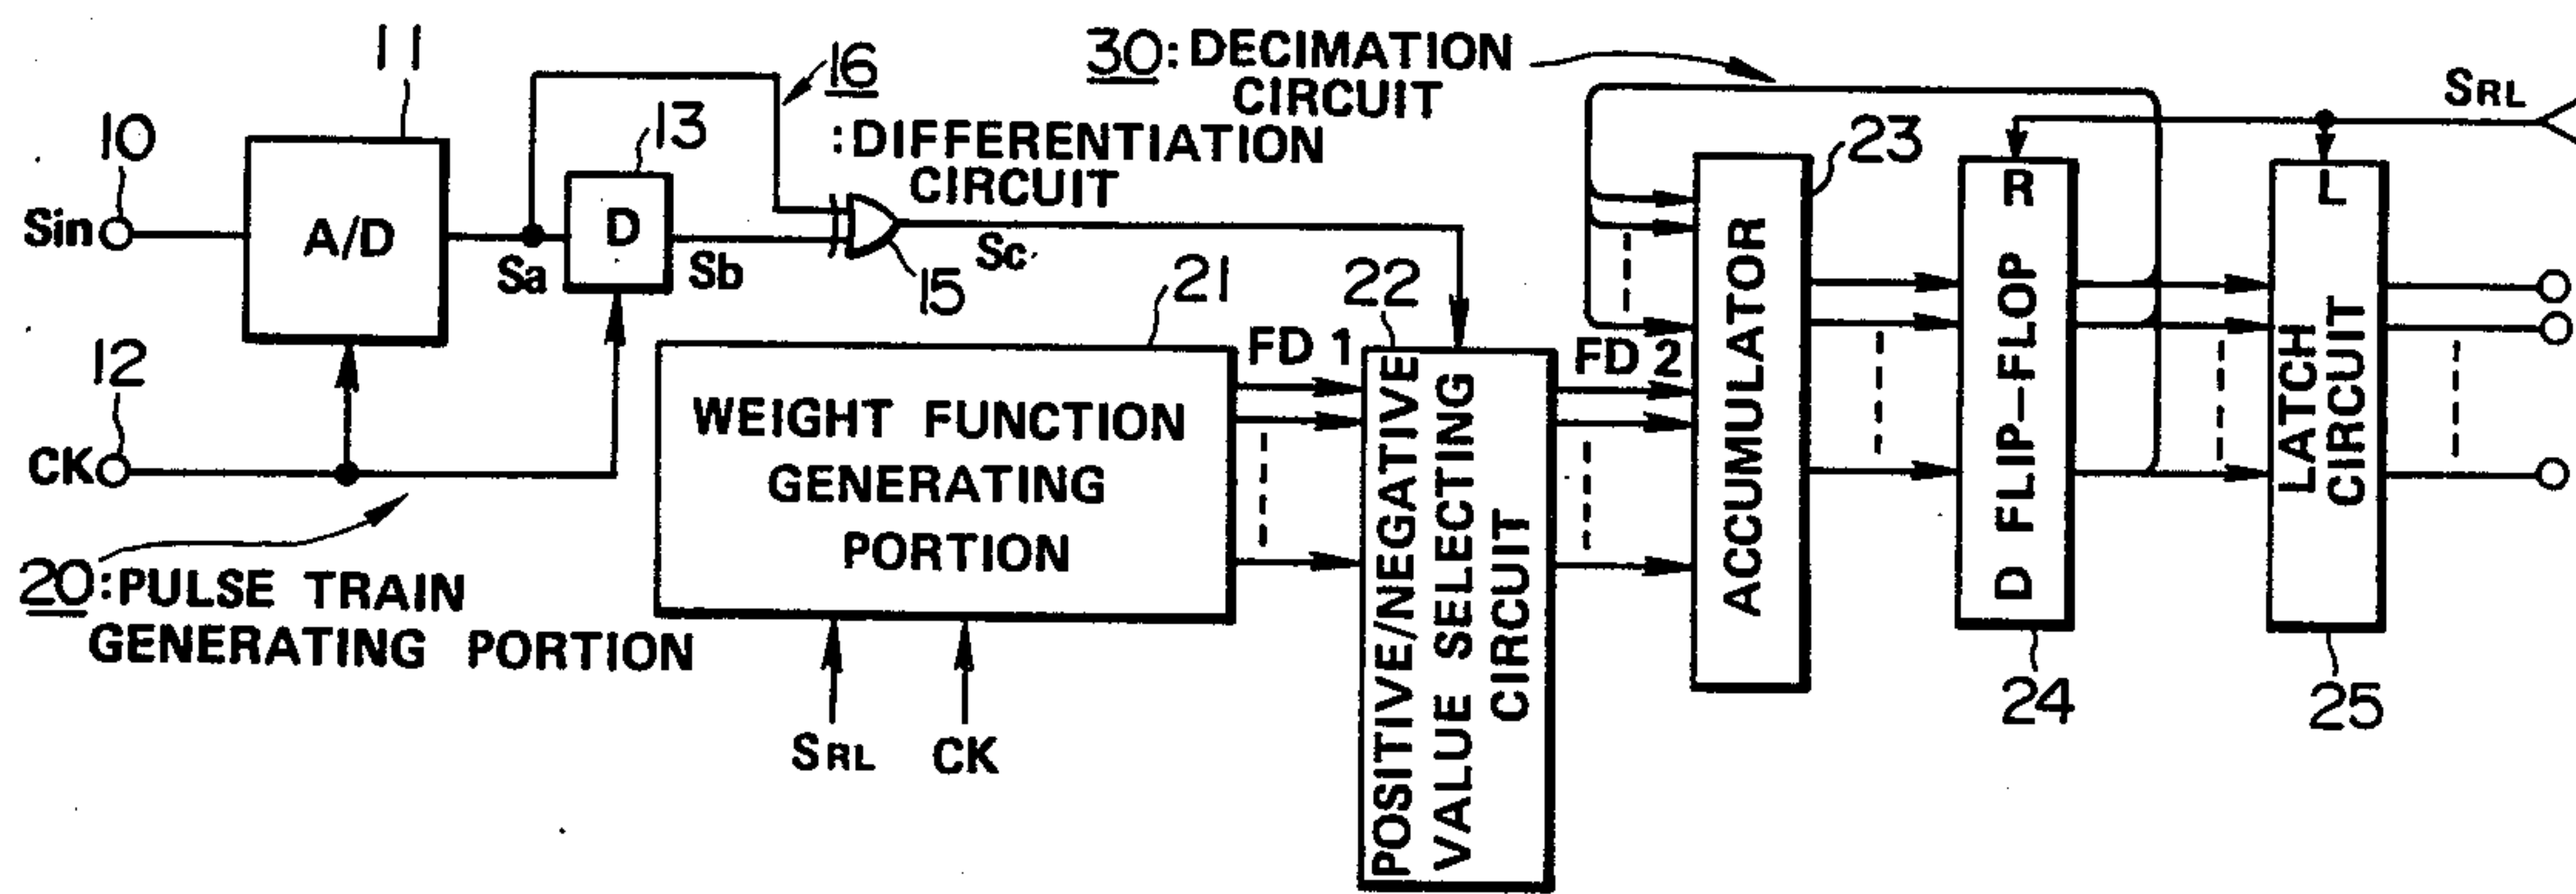 11
10
Sin
A/D
16
:DIFFERENTIATION
CIRCUIT
13
D
Sa
Sb
15
Sc
12
CK
20:PULSE TRAIN
GENERATING PORTION
30:DECIMATION
CIRCUIT
21
WEIGHT FUNCTION
GENERATING
PORTION
SRL
CK
FD 1
22
POSITIVE/NEGATIVE
VALUE SELECTING
CIRCUIT
FD 2
23
ACCUMULATOR
R
D FLIP-FLOP
24
SRL
L
LATCH
CIRCUIT
25